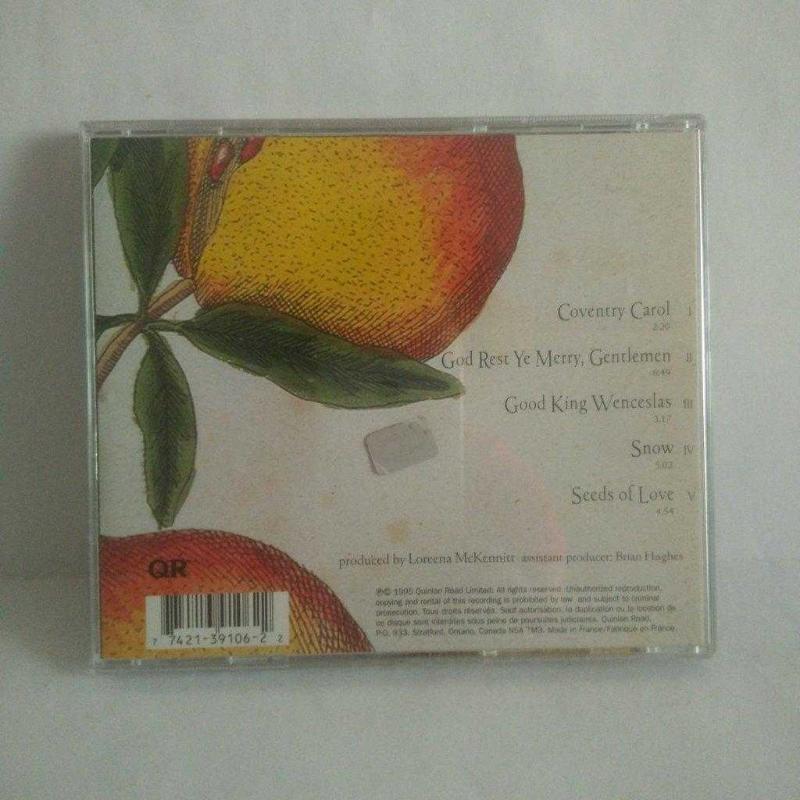 Coventry Carol I
2:20
God Rest Ye Merry, Gentlemen II
6:49
Good King Wenceslas III
3.17
Snow IV
5.02
Seeds of Love V
4.54
produced by Loreena McKennitt assistant producer: Brian Hughes
QR
℗© 1995 Quinlan Road Limited. All rights reserved. Unauthorized reproduction,
copying and rental of this recording is prohibited by law and subject to criminal
prosecution. Tous droits réservés. Sauf autorisation, la duplication ou la location de
ce disque sont interdites sous peine de poursuites judiciaires. Quinlan Road,
P.O. 933, Stratford, Ontario, Canada N5A 7M3. Made in France/Fabriqué en France.
7 7421-39106-2 2